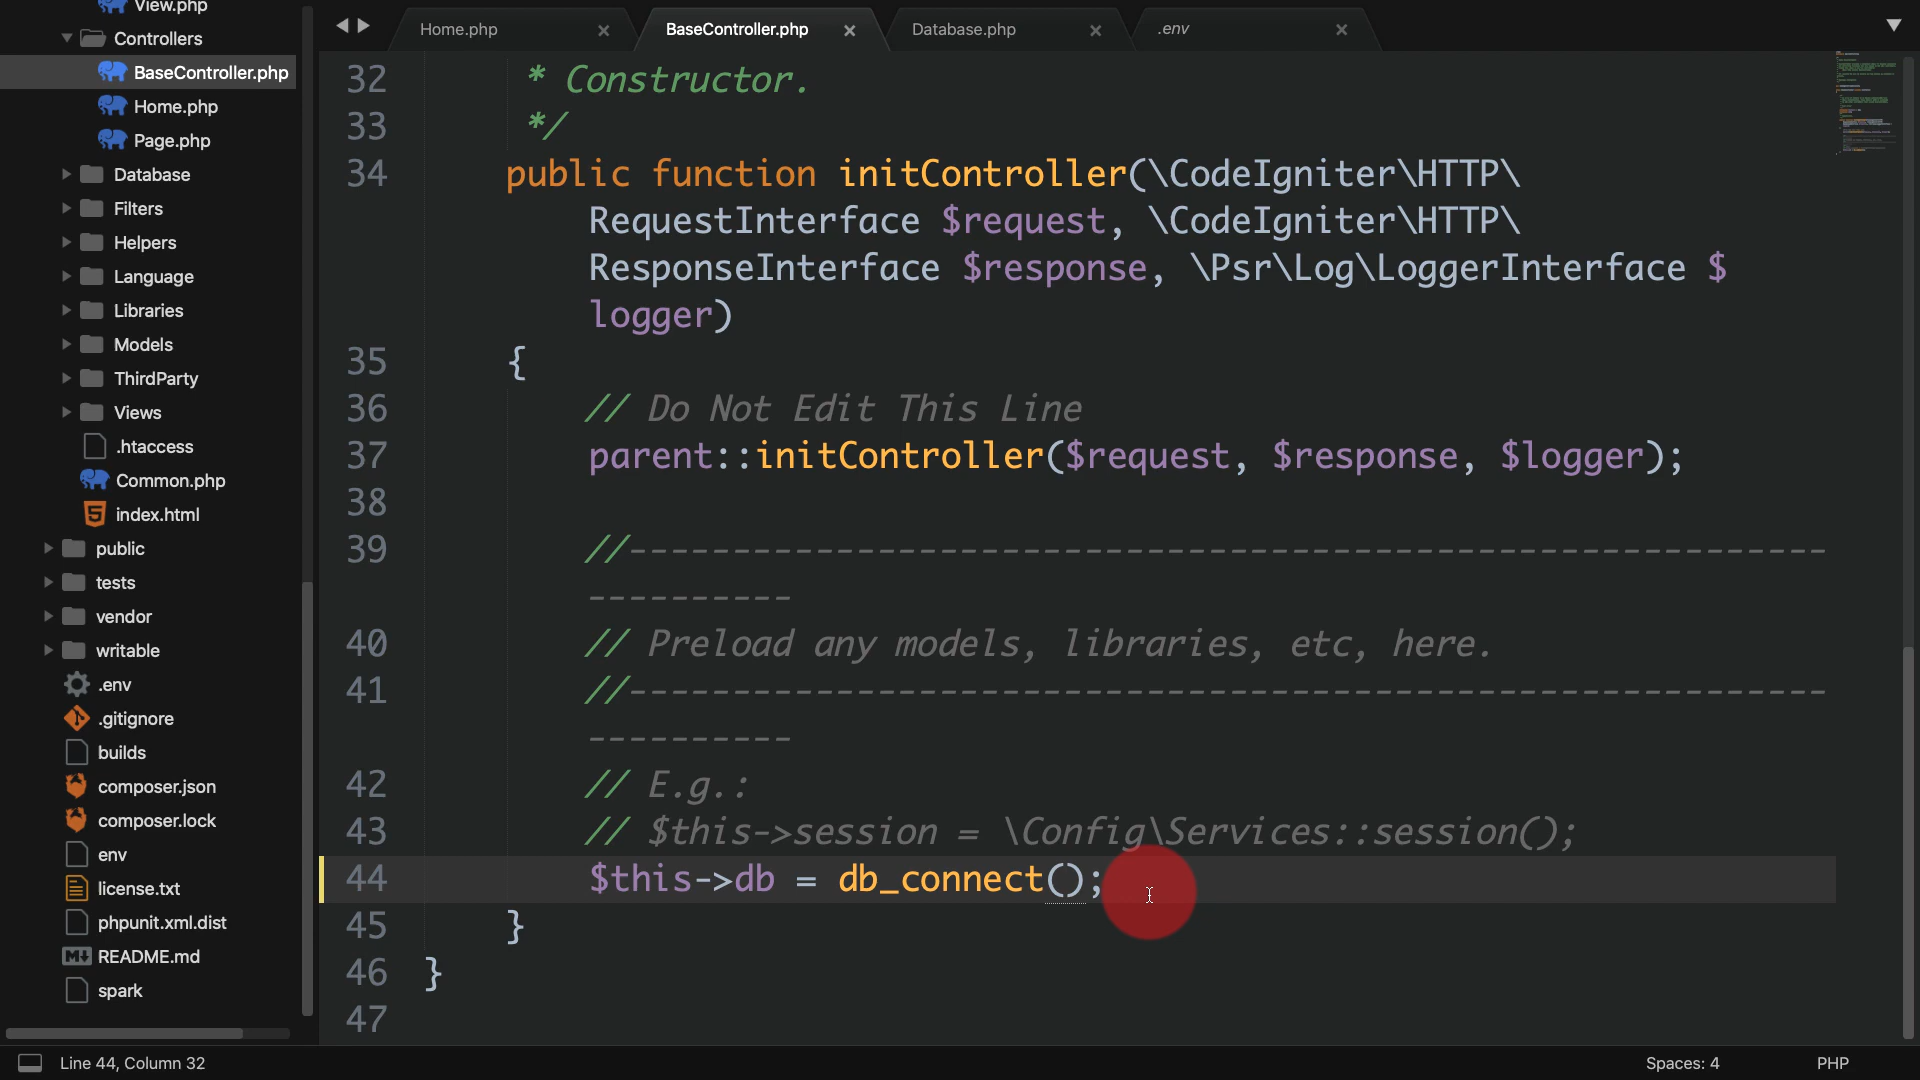 View.php
Controllers
BaseController.php
Home.php
Page.php
Database
Filters
Helpers
Language
Libraries
Models
ThirdParty
Views
.htaccess
Common.php
index.html
public
tests
vendor
writable
.env
.gitignore
builds
composer.json
composer.lock
env
license.txt
phpunit.xml.dist
README.md
spark
Home.php
BaseController.php
Database.php
.env
32 * Constructor.
33 */
34 public function initController(\CodeIgniter\HTTP\
RequestInterface $request, \CodeIgniter\HTTP\
ResponseInterface $response, \Psr\Log\LoggerInterface $
logger)
35 {
36 // Do Not Edit This Line
37 parent::initController($request, $response, $logger);
38
39 //----------------------------------------------------------
----------
40 // Preload any models, libraries, etc, here.
41 //----------------------------------------------------------
----------
42 // E.g.:
43 // $this->session = \Config\Services::session();
44 $this->db = db_connect();
45 }
46 }
47
Line 44, Column 32
Spaces: 4
PHP